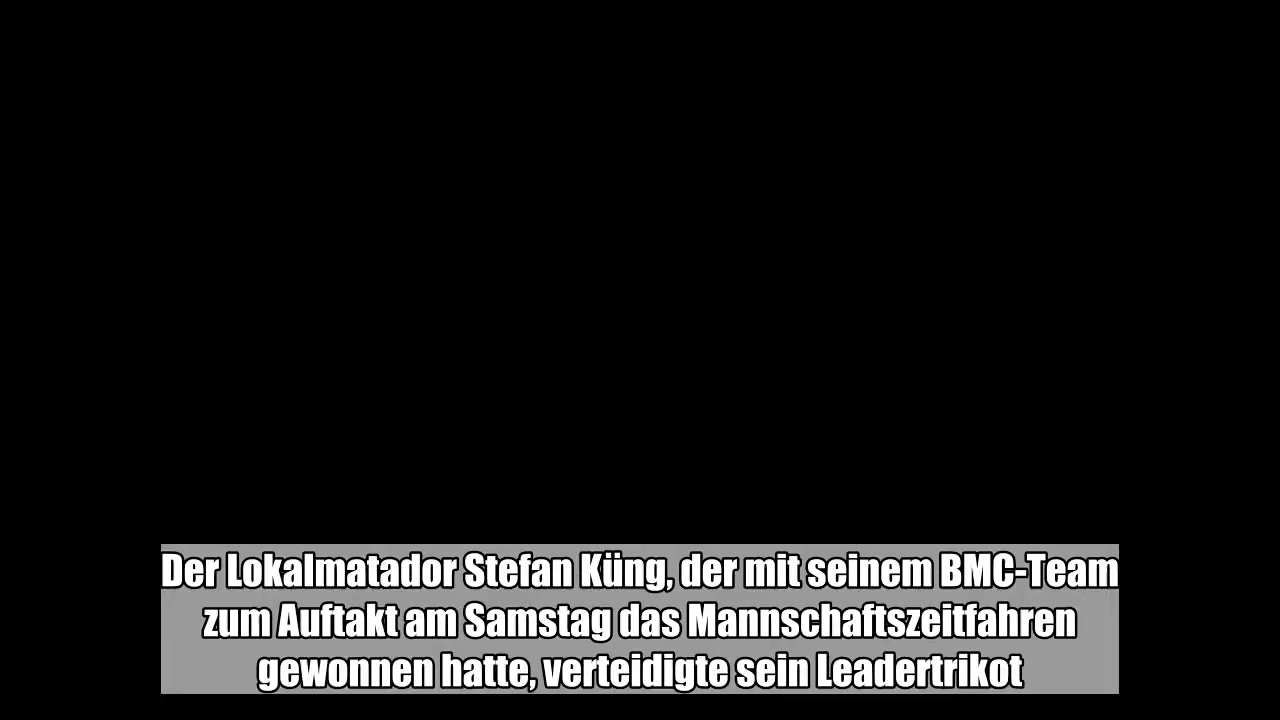 Der Lokalmatador Stefan Küng, der mit seinem BMC-Team
zum Auftakt am Samstag das Mannschaftszeitfahren
gewonnen hatte, verteidigte sein Leadertrikot